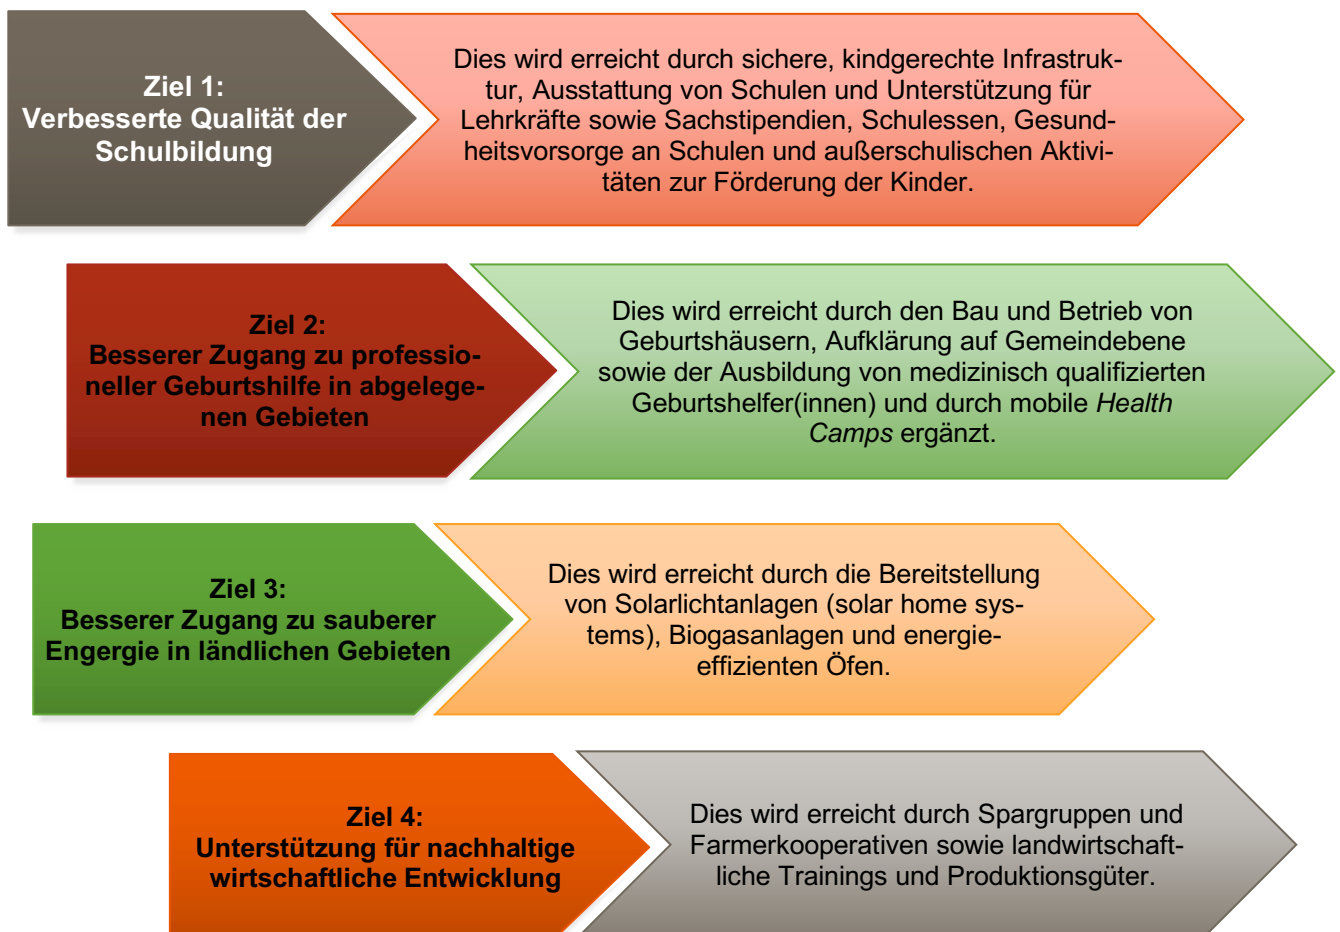 Ziel 1:
Verbesserte Qualität der
Schulbildung
Dies wird erreicht durch sichere, kindgerechte Infrastruk-
tur, Ausstattung von Schulen und Unterstützung für
Lehrkräfte sowie Sachstipendien, Schulessen, Gesund-
heitsvorsorge an Schulen und außerschulischen Aktivi-
täten zur Förderung der Kinder.
Ziel 2:
Besserer Zugang zu professio-
neller Geburtshilfe in abgelege-
nen Gebieten
Dies wird erreicht durch den Bau und Betrieb von
Geburtshäusern, Aufklärung auf Gemeindebene
sowie der Ausbildung von medizinisch qualifizierten
Geburtshelfer(innen) und durch mobile Health
Camps ergänzt.
Ziel 3:
Besserer Zugang zu sauberer
Engergie in ländlichen Gebieten
Dies wird erreicht durch die Bereitstellung
von Solarlichtanlagen (solar home sys-
tems), Biogasanlagen und energie-
effizienten Öfen.
Ziel 4:
Unterstützung für nachhaltige
wirtschaftliche Entwicklung
Dies wird erreicht durch Spargruppen und
Farmerkooperativen sowie landwirtschaft-
liche Trainings und Produktionsgüter.